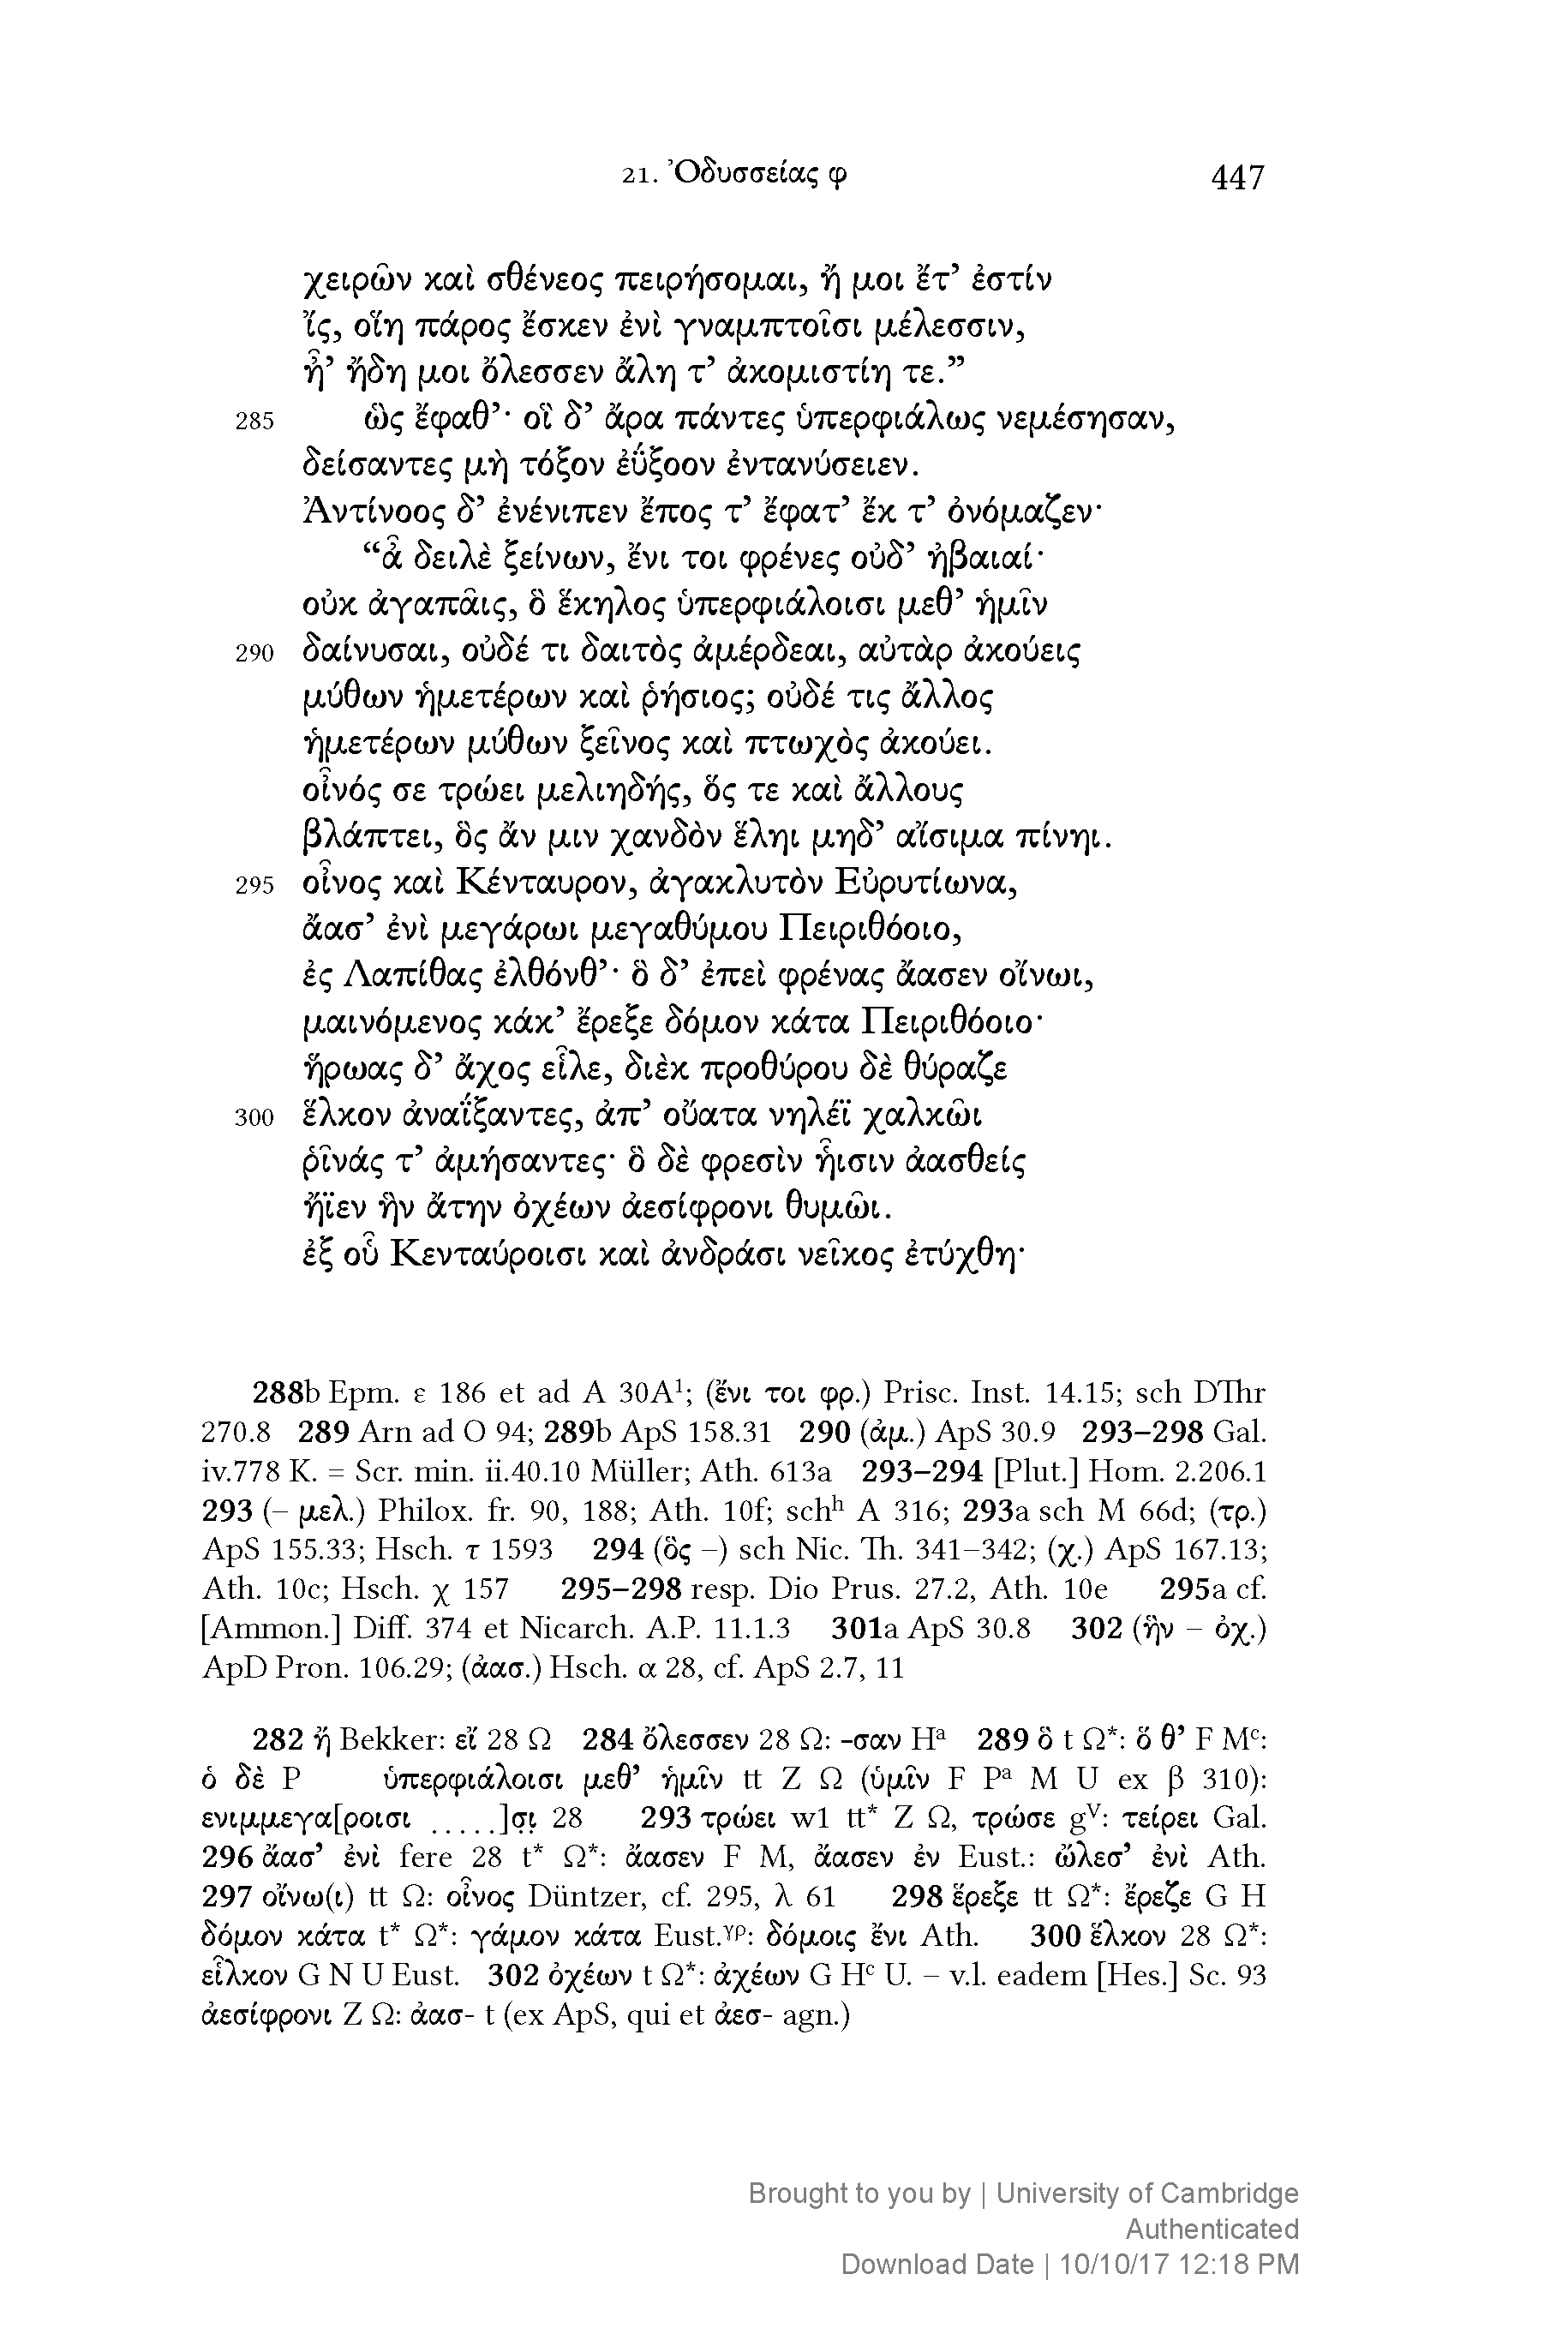 21. Ὀδυσσείας φ 447
χειρῶν καὶ σθένεος πειρήσομαι, ἤ μοι ἔτ’ ἐστίν
ἴς, οἵη πάρος ἔσκεν ἐνὶ γναμπτοῖσι μέλεσσιν,
ἦ’ ἤδη μοι ὄλεσσεν ἄλη τ’ ἀκομιστίη τε.”
285 ὣς ἔφαθ’· οἳ δ’ ἄρα πάντες ὑπερφιάλως νεμέσησαν,
δείσαντες μὴ τόξον ἐΰξοον ἐντανύσειεν.
Ἀντίνοος δ’ ἐνένιπεν ἔπος τ’ ἔφατ’ ἔκ τ’ ὀνόμαζεν·
“ἆ δειλὲ ξείνων, ἔνι τοι φρένες οὐδ’ ἠβαιαί·
οὐκ ἀγαπᾶις, ὃ ἕκηλος ὑπερφιάλοισι μεθ’ ἡμῖν
290 δαίνυσαι, οὐδέ τι δαιτὸς ἀμέρδεαι, αὐτὰρ ἀκούεις
μύθων ἡμετέρων καὶ ῥήσιος; οὐδέ τις ἄλλος
ἡμετέρων μύθων ξεῖνος καὶ πτωχὸς ἀκούει.
οἶνός σε τρώει μελιηδής, ὅς τε καὶ ἄλλους
βλάπτει, ὃς ἄν μιν χανδὸν ἕληι μηδ’ αἴσιμα πίνηι.
295 οἶνος καὶ Κένταυρον, ἀγακλυτὸν Εὐρυτίωνα,
ἄασ’ ἐνὶ μεγάρωι μεγαθύμου Πειριθόοιο,
ἐς Λαπίθας ἐλθόνθ’· ὃ δ’ ἐπεὶ φρένας ἄασεν οἴνωι,
μαινόμενος κάκ’ ἔρεξε δόμον κάτα Πειριθόοιο·
ἥρωας δ’ ἄχος εἷλε, διὲκ προθύρου δὲ θύραζε
300 ἕλκον ἀναΐξαντες, ἀπ’ οὔατα νηλέϊ χαλκῶι
ῥῖνάς τ’ ἀμήσαντες· ὃ δὲ φρεσὶν ἧισιν ἀασθείς
ἤϊεν ἣν ἄτην ὀχέων ἀεσίφρονι θυμῶι.
ἐξ οὗ Κενταύροισι καὶ ἀνδράσι νεῖκος ἐτύχθη·
288b Epm. ε 186 et ad A 30A¹; (ἔνι τοι φρ.) Prisc. Inst. 14.15; sch DThr
270.8 289 Arn ad O 94; 289b ApS 158.31 290 (ἀμ.) ApS 30.9 293–298 Gal.
iv.778 K. = Scr. min. ii.40.10 Müller; Ath. 613a 293–294 [Plut.] Hom. 2.206.1
293 (– μελ.) Philox. fr. 90, 188; Ath. 10f; schʰ A 316; 293a sch M 66d; (τρ.)
ApS 155.33; Hsch. τ 1593 294 (ὃς –) sch Nic. Th. 341–342; (χ.) ApS 167.13;
Ath. 10c; Hsch. χ 157 295–298 resp. Dio Prus. 27.2, Ath. 10e 295a cf.
[Ammon.] Diff. 374 et Nicarch. A.P. 11.1.3 301a ApS 30.8 302 (ἣν – ὀχ.)
ApD Pron. 106.29; (ἀασ.) Hsch. α 28, cf. ApS 2.7, 11
282 ἤ Bekker: εἴ 28 Ω 284 ὄλεσσεν 28 Ω: -σαν Hᵃ 289 ὃ t Ω*: ὅ θ’ F Mᶜ:
ὁ δὲ P ὑπερφιάλοισι μεθ’ ἡμῖν tt Z Ω (ὑμῖν F Pᵃ M U ex β 310):
ενιμμεγα[ροισι .....]σ̣ι̣ 28 293 τρώει w1 tt* Z Ω, τρώσε gᵛ: τείρει Gal.
296 ἄασ’ ἐνὶ fere 28 t* Ω*: ἄασεν F M, ἄασεν ἐν Eust.: ὤλεσ’ ἐνὶ Ath.
297 οἴνω(ι) tt Ω: οἶνος Düntzer, cf. 295, λ 61 298 ἔρεξε tt Ω*: ἔρεζε G H
δόμον κάτα t* Ω*: γάμον κάτα Eust.ᵞᵖ: δόμοις ἔνι Ath. 300 ἕλκον 28 Ω*:
εἷλκον G N U Eust. 302 ὀχέων t Ω*: ἀχέων G Hᶜ U. – v.l. eadem [Hes.] Sc. 93
ἀεσίφρονι Z Ω: ἀασ- t (ex ApS, qui et ἀεσ- agn.)
Brought to you by | University of Cambridge
Authenticated
Download Date | 10/10/17 12:18 PM